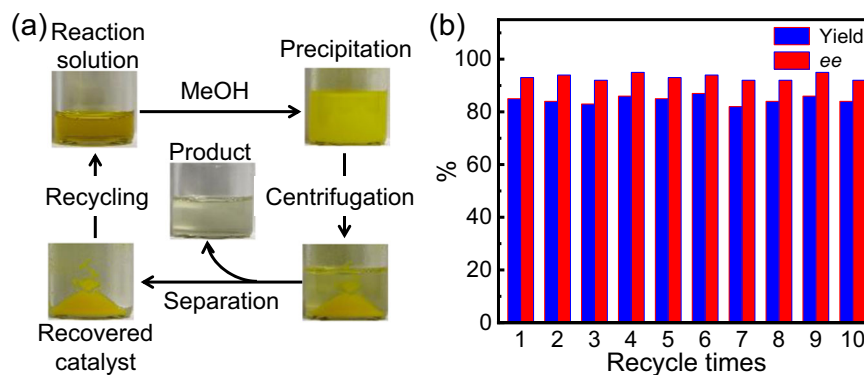 (a)
Reaction
solution
MeOH
Precipitation
Product
Recycling
Centrifugation
Separation
Recovered
catalyst
(b)
Yield
ee
100
80
60
40
20
0
%
1 2 3 4 5 6 7 8 9 10
Recycle times